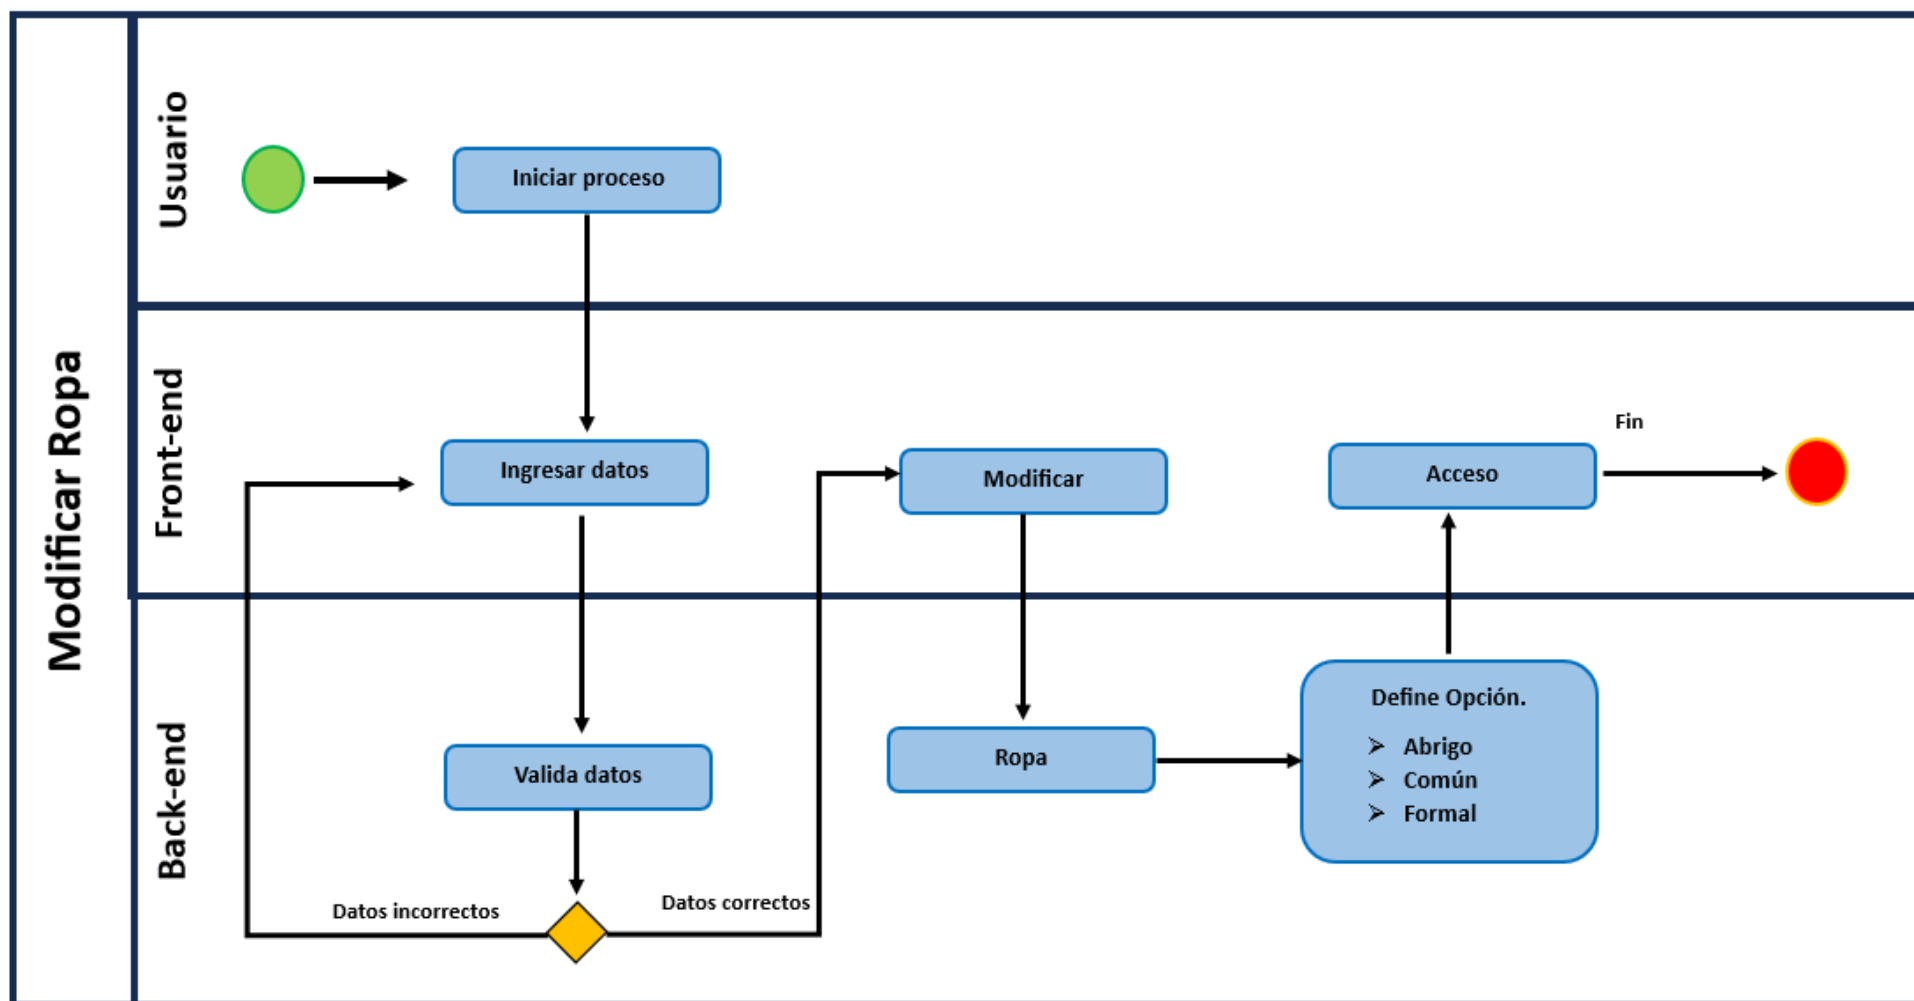 Modificar Ropa
Usuario
Iniciar proceso
Front-end
Ingresar datos
Modificar
Acceso
Fin
Back-end
Valida datos
Datos incorrectos
Datos correctos
Ropa
Define Opción.
➢ Abrigo
➢ Común
➢ Formal